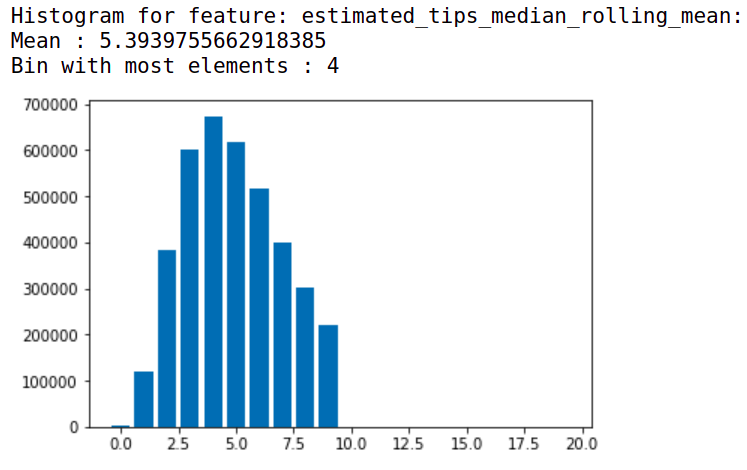 Histogram for feature: estimated_tips_median_rolling_mean:
Mean : 5.3939755662918385
Bin with most elements : 4
700000
600000
500000
400000
300000
200000
100000
0
0.0 2.5 5.0 7.5 10.0 12.5 15.0 17.5 20.0